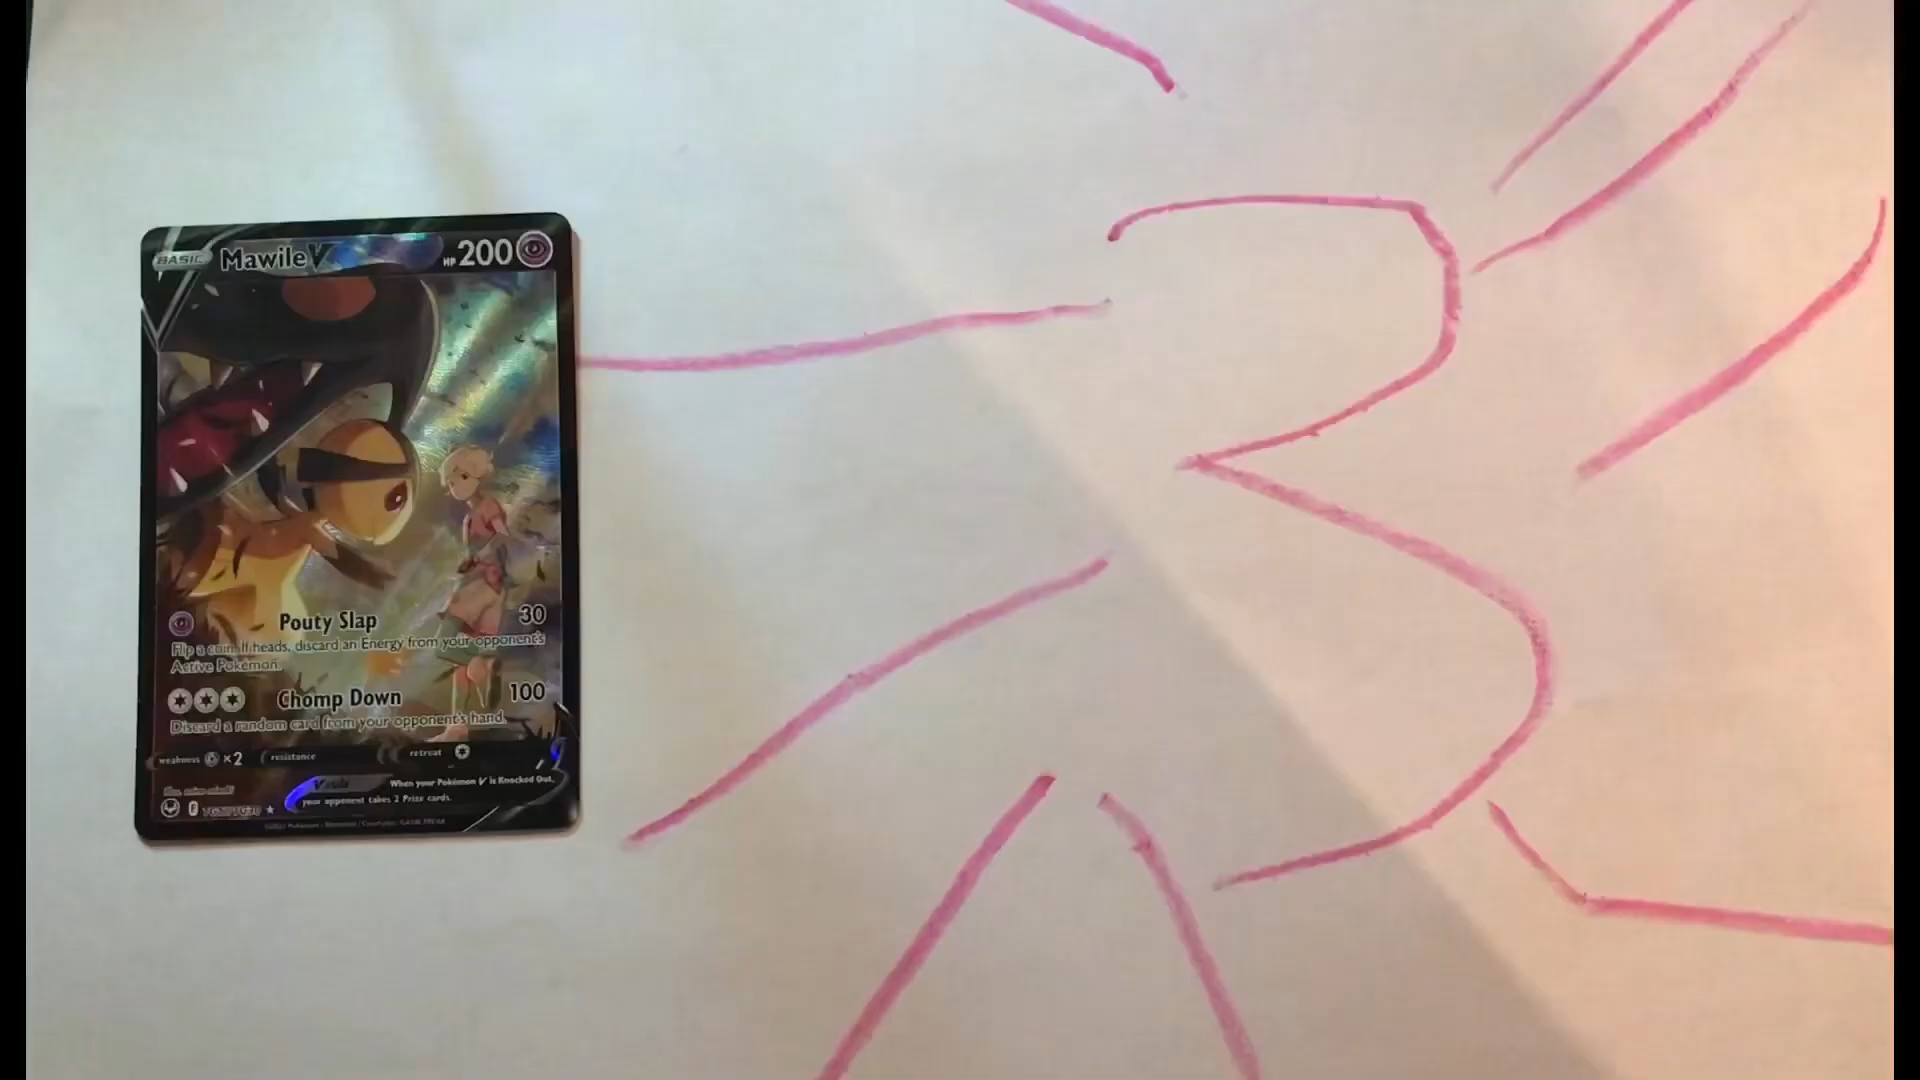 BASIC Mawile V HP 200
3
Pouty Slap 30
Flip a coin. If heads, discard an Energy from your opponent's
Active Pokémon.
Chomp Down 100
Discard a random card from your opponent's hand.
weakness ×2 resistance retreat
V rule When your Pokémon V is Knocked Out,
your opponent takes 2 Prize cards.